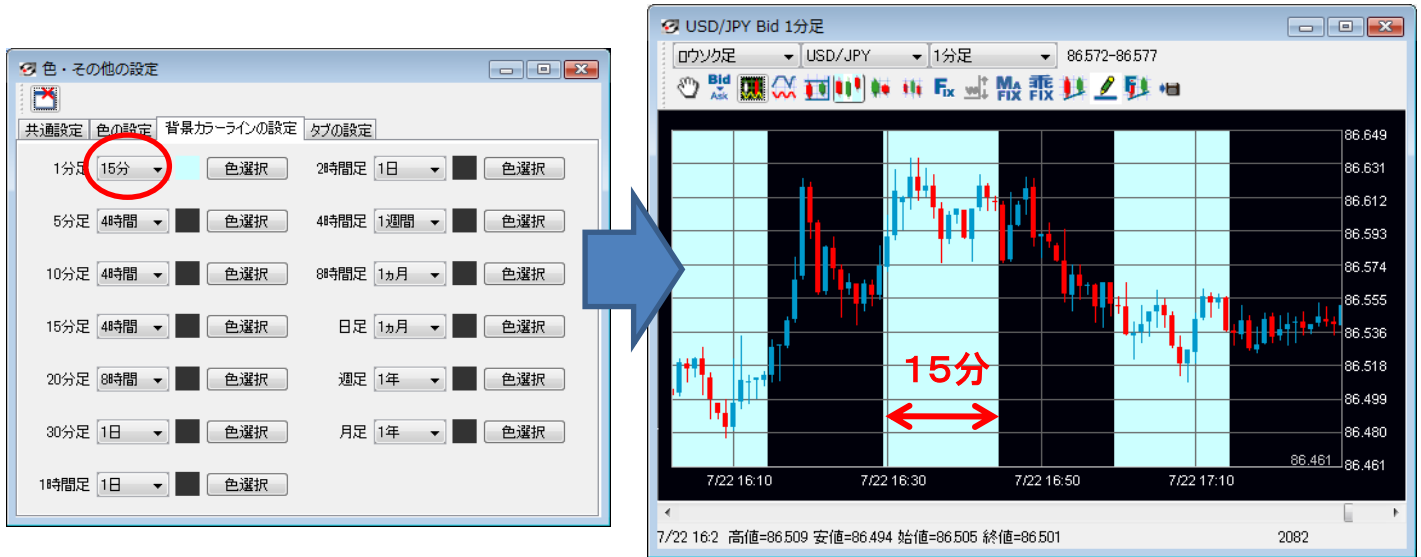 色・その他の設定
共通設定 色の設定 背景カラーラインの設定 タブの設定
1分足 15分 色選択 2時間足 1日 色選択
5分足 4時間 色選択 4時間足 1週間 色選択
10分足 4時間 色選択 8時間足 1ヵ月 色選択
15分足 4時間 色選択 日足 1ヵ月 色選択
20分足 8時間 色選択 週足 1年 色選択
30分足 1日 色選択 月足 1年 色選択
1時間足 1日 色選択
USD/JPY Bid 1分足
ロウソク足 USD/JPY 1分足 86.572-86.577
Bid Ask Fix MA FIX 乖 FIX
86.649
86.631
86.612
86.593
86.574
86.555
86.536
86.518
15分
86.499
86.480
86.461 86.461
7/22 16:10 7/22 16:30 7/22 16:50 7/22 17:10
7/22 16:2 高値=86.509 安値=86.494 始値=86.505 終値=86.501 2082